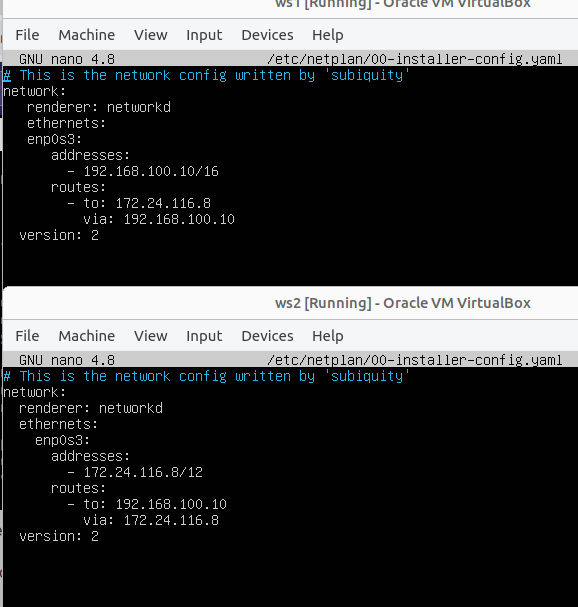 ws1 [Running] - Oracle VM VirtualBox
File Machine View Input Devices Help
GNU nano 4.8 /etc/netplan/00-installer-config.yaml
# This is the network config written by 'subiquity'
network:
   renderer: networkd
   ethernets:
   enp0s3:
      addresses:
        - 192.168.100.10/16
      routes:
        - to: 172.24.116.8
          via: 192.168.100.10
  version: 2
ws2 [Running] - Oracle VM VirtualBox
File Machine View Input Devices Help
GNU nano 4.8 /etc/netplan/00-installer-config.yaml
# This is the network config written by 'subiquity'
network:
  renderer: networkd
  ethernets:
    enp0s3:
      addresses:
        - 172.24.116.8/12
      routes:
        - to: 192.168.100.10
          via: 172.24.116.8
  version: 2